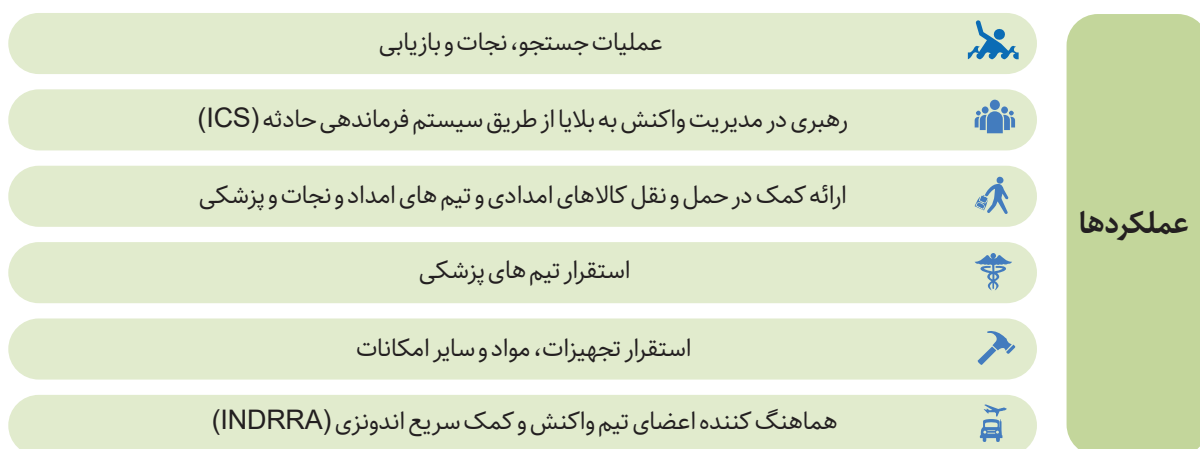 عملکردها
عملیات جستجو، نجات و بازیابی
رهبری در مدیریت واکنش به بلایا از طریق سیستم فرماندهی حادثه (ICS)
ارائه کمک در حمل و نقل کالاهای امدادی و تیم های امداد و نجات و پزشکی
استقرار تیم های پزشکی
استقرار تجهیزات، مواد و سایر امکانات
هماهنگ کننده اعضای تیم واکنش و کمک سریع اندونزی (INDRRA)